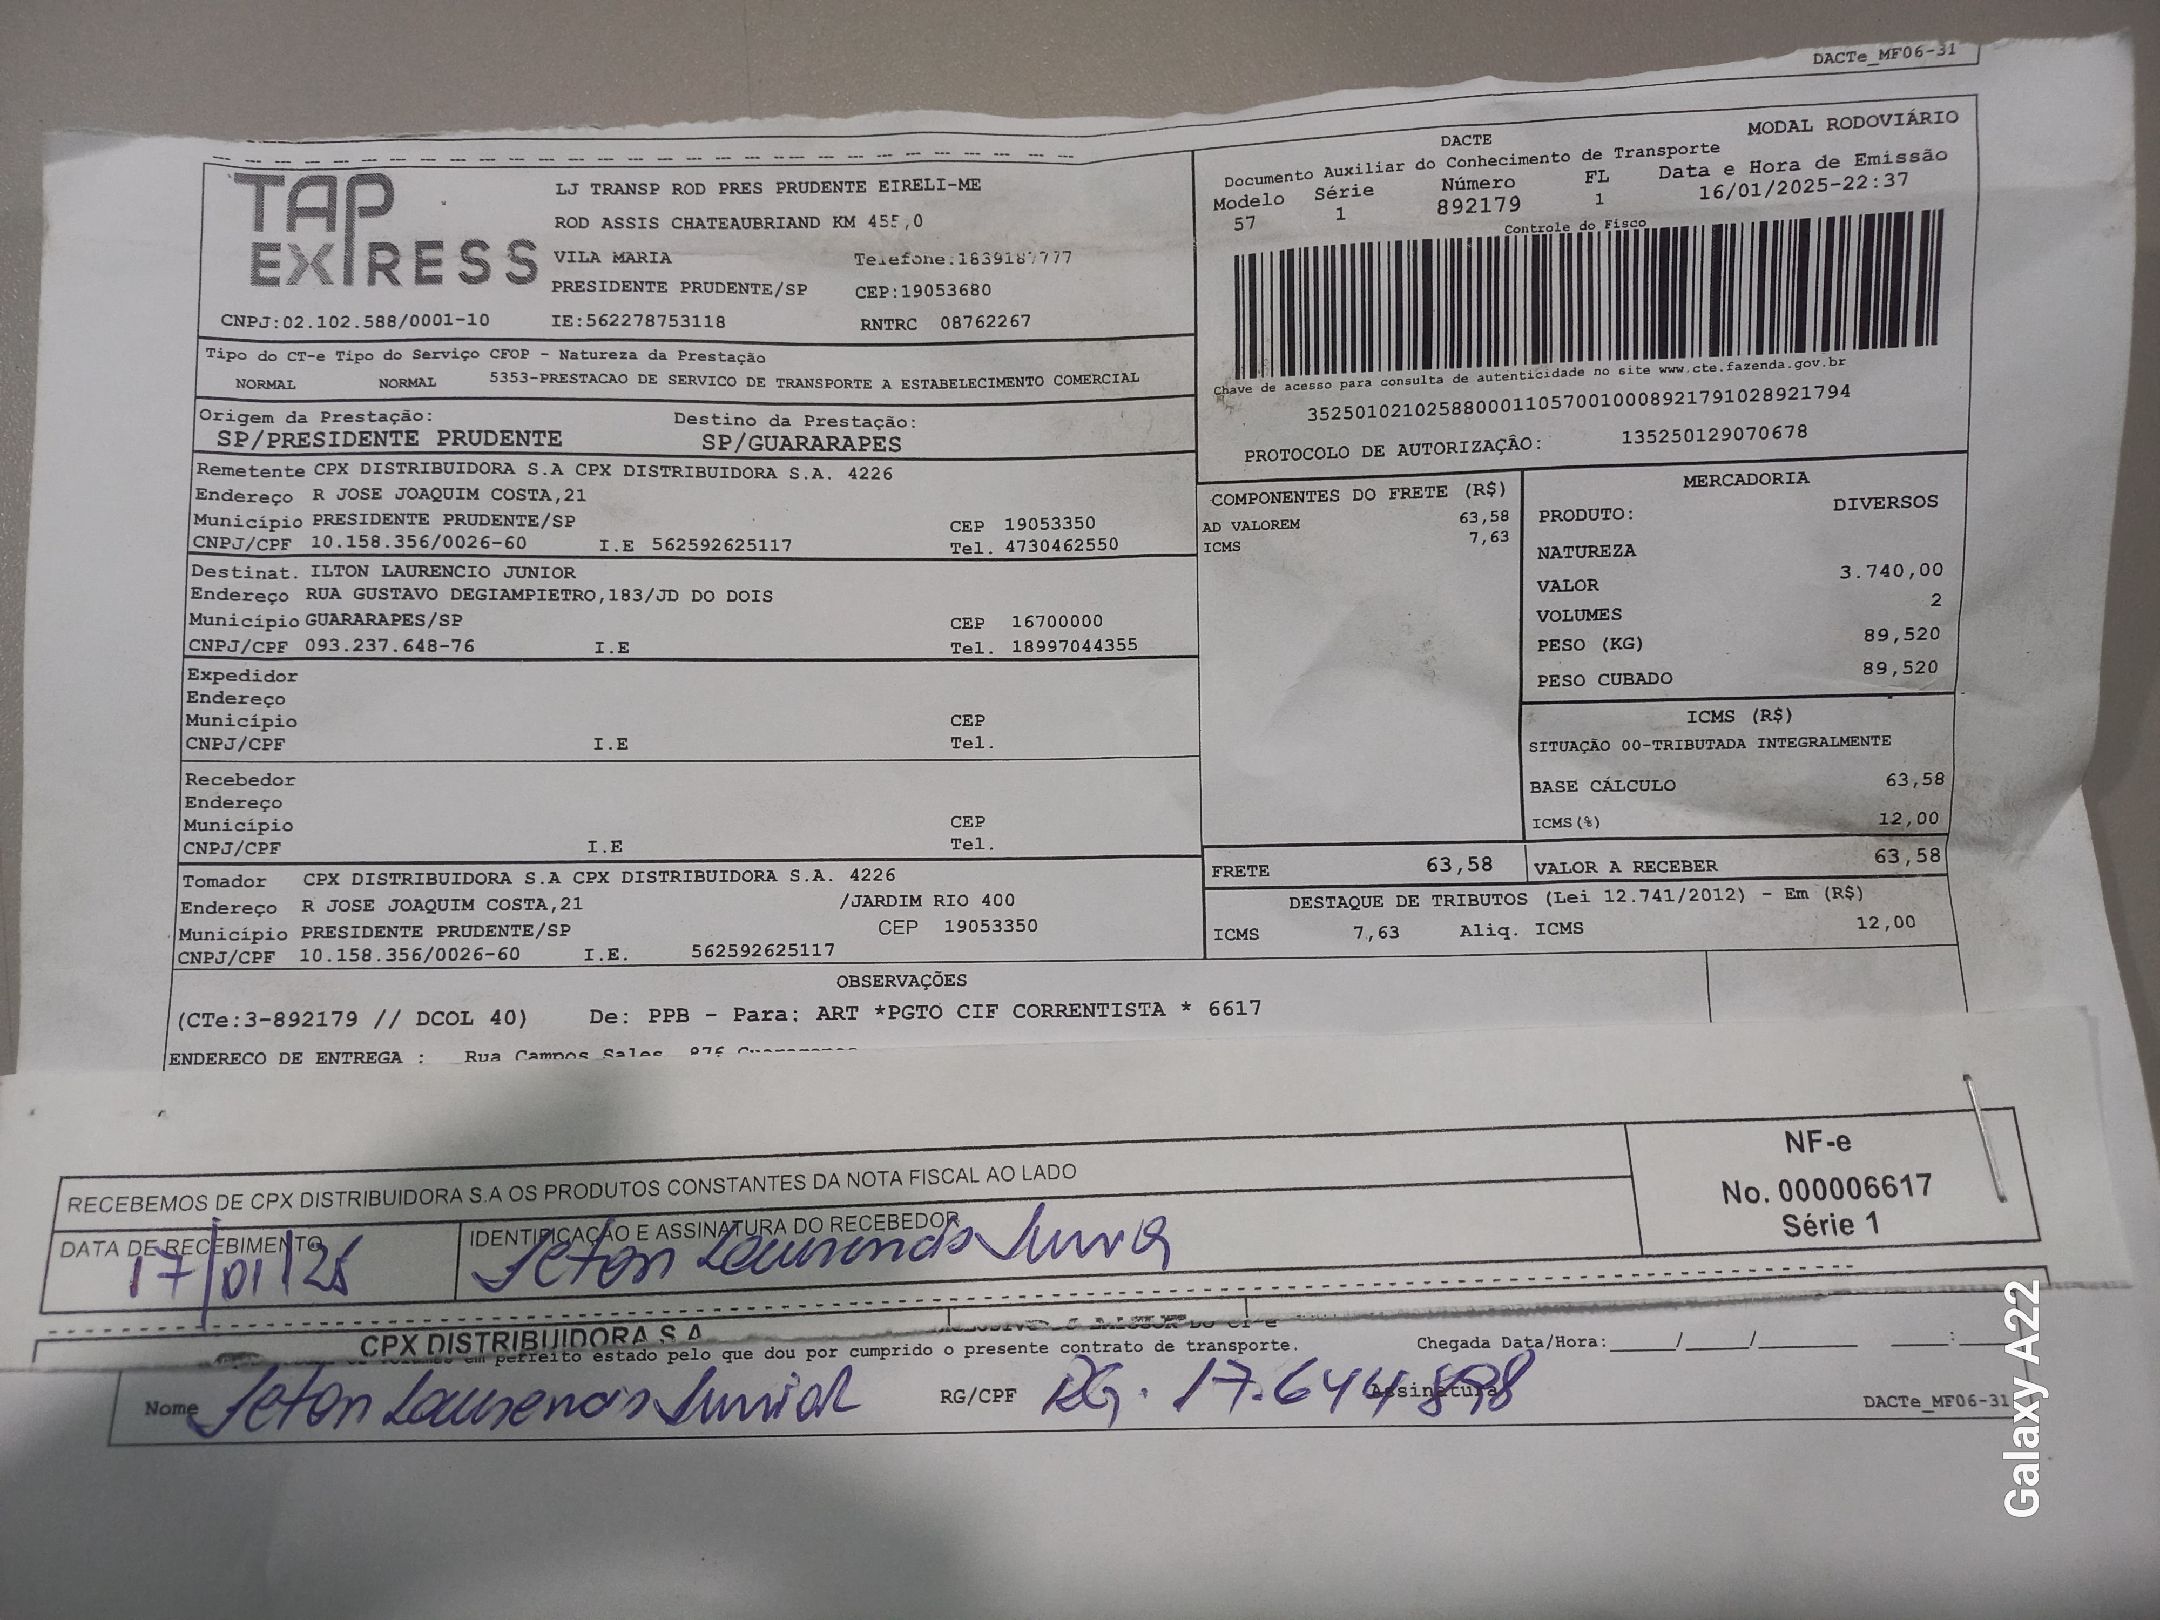 DACTe_MF06-31
TAP EXPRESS
LJ TRANSP ROD PRES PRUDENTE EIRELI-ME
ROD ASSIS CHATEAUBRIAND KM 455,0
VILA MARIA Telefone:1839187777
PRESIDENTE PRUDENTE/SP CEP:19053680
CNPJ:02.102.588/0001-10 IE:562278753118 RNTRC 08762267
DACTE MODAL RODOVIÁRIO
Documento Auxiliar do Conhecimento de Transporte
Modelo Série Número FL Data e Hora de Emissão
57 1 892179 1 16/01/2025-22:37
Controle do Fisco
Chave de acesso para consulta de autenticidade no site www.cte.fazenda.gov.br
35250102102588000110570010008921791028921794
PROTOCOLO DE AUTORIZAÇÃO: 135250129070678
Tipo do CT-e Tipo do Serviço CFOP - Natureza da Prestação
NORMAL NORMAL 5353-PRESTACAO DE SERVICO DE TRANSPORTE A ESTABELECIMENTO COMERCIAL
Origem da Prestação: Destino da Prestação:
SP/PRESIDENTE PRUDENTE SP/GUARARAPES
Remetente CPX DISTRIBUIDORA S.A CPX DISTRIBUIDORA S.A. 4226
Endereço R JOSE JOAQUIM COSTA,21
Município PRESIDENTE PRUDENTE/SP CEP 19053350
CNPJ/CPF 10.158.356/0026-60 I.E 562592625117 Tel. 4730462550
Destinat. ILTON LAURENCIO JUNIOR
Endereço RUA GUSTAVO DEGIAMPIETRO,183/JD DO DOIS
Município GUARARAPES/SP CEP 16700000
CNPJ/CPF 093.237.648-76 I.E Tel. 18997044355
Expedidor
Endereço
Município CEP
CNPJ/CPF I.E Tel.
Recebedor
Endereço
Município CEP
CNPJ/CPF I.E Tel.
Tomador CPX DISTRIBUIDORA S.A CPX DISTRIBUIDORA S.A. 4226
Endereço R JOSE JOAQUIM COSTA,21 /JARDIM RIO 400
Município PRESIDENTE PRUDENTE/SP CEP 19053350
CNPJ/CPF 10.158.356/0026-60 I.E. 562592625117
COMPONENTES DO FRETE (R$)
AD VALOREM 63,58
ICMS 7,63
MERCADORIA
PRODUTO: DIVERSOS
NATUREZA
VALOR 3.740,00
VOLUMES 2
PESO (KG) 89,520
PESO CUBADO 89,520
ICMS (R$)
SITUAÇÃO 00-TRIBUTADA INTEGRALMENTE
BASE CÁLCULO 63,58
ICMS(%) 12,00
FRETE 63,58 VALOR A RECEBER 63,58
DESTAQUE DE TRIBUTOS (Lei 12.741/2012) - Em (R$)
ICMS 7,63 Aliq. ICMS 12,00
OBSERVAÇÕES
(CTe:3-892179 // DCOL 40) De: PPB - Para: ART *PGTO CIF CORRENTISTA * 6617
ENDERECO DE ENTREGA : Rua Campos Sales
RECEBEMOS DE CPX DISTRIBUIDORA S.A OS PRODUTOS CONSTANTES DA NOTA FISCAL AO LADO
NF-e
No. 000006617
Série 1
DATA DE RECEBIMENTO IDENTIFICAÇÃO E ASSINATURA DO RECEBEDOR
17/01/25
CPX DISTRIBUIDORA S A
em perfeito estado pelo que dou por cumprido o presente contrato de transporte. Chegada Data/Hora:____/____/____ ____:
Nome RG/CPF RG. 17.644.898 Assinatura
DACTe_MF06-31
Galaxy A22